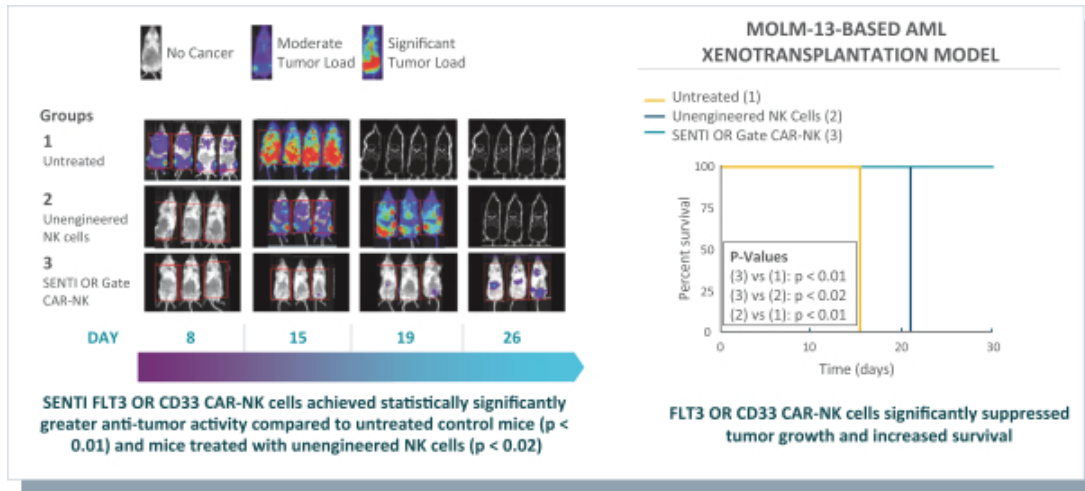 No Cancer
Moderate
Tumor Load
Significant
Tumor Load
Groups
1
Untreated
2
Unengineered
NK cells
3
SENTI OR Gate
CAR-NK
DAY 8 15 19 26
SENTI FLT3 OR CD33 CAR-NK cells achieved statistically significantly
greater anti-tumor activity compared to untreated control mice (p <
0.01) and mice treated with unengineered NK cells (p < 0.02)
MOLM-13-BASED AML
XENOTRANSPLANTATION MODEL
Untreated (1)
Unengineered NK Cells (2)
SENTI OR Gate CAR-NK (3)
Percent survival
100
75
50
25
0
P-Values
(3) vs (1): p < 0.01
(3) vs (2): p < 0.02
(2) vs (1): p < 0.01
0 10 20 30
Time (days)
FLT3 OR CD33 CAR-NK cells significantly suppressed
tumor growth and increased survival